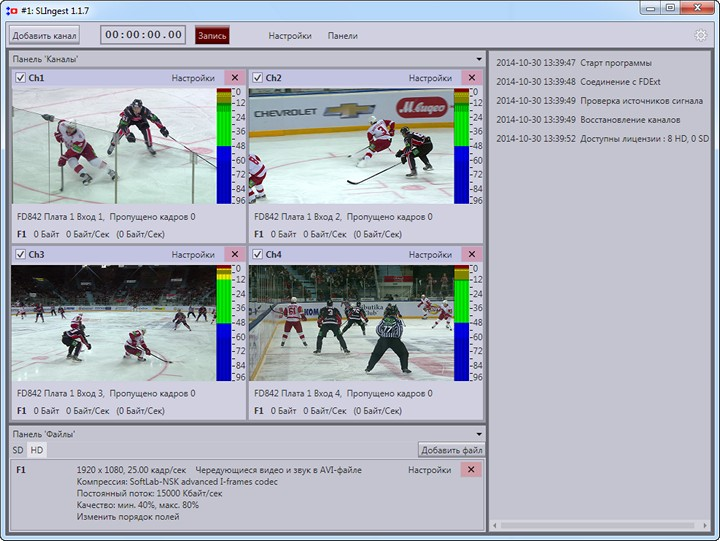 #1: SLIngest 1.1.7
Добавить канал
00:00:00.00
Запись
Настройки
Панели
Панель 'Каналы'
Ch1
Настройки
0
-12
-24
-36
-48
-60
-72
-84
-96
FD842 Плата 1 Вход 1, Пропущено кадров 0
F1 0 Байт 0 Байт/Сек (0 Байт/Сек)
Ch2
Настройки
CHEVROLET
М.Видео
0
-12
-24
-36
-48
-60
-72
-84
-96
FD842 Плата 1 Вход 2, Пропущено кадров 0
F1 0 Байт 0 Байт/Сек (0 Байт/Сек)
Ch3
Настройки
0
-12
-24
-36
-48
-60
-72
-84
-96
FD842 Плата 1 Вход 3, Пропущено кадров 0
F1 0 Байт 0 Байт/Сек (0 Байт/Сек)
Ch4
Настройки
61
77
0
-12
-24
-36
-48
-60
-72
-84
-96
FD842 Плата 1 Вход 4, Пропущено кадров 0
F1 0 Байт 0 Байт/Сек (0 Байт/Сек)
Панель 'Файлы'
SD HD
Добавить файл
F1
1920 x 1080, 25.00 кадр/сек Чередующиеся видео и звук в AVI-файле
Настройки
Компрессия: SoftLab-NSK advanced I-frames codec
Постоянный поток: 15000 Кбайт/сек
Качество: мин. 40%, макс. 80%
Изменить порядок полей
2014-10-30 13:39:47 Старт программы
2014-10-30 13:39:48 Соединение с FDExt
2014-10-30 13:39:49 Проверка источников сигнала
2014-10-30 13:39:49 Восстановление каналов
2014-10-30 13:39:52 Доступны лицензии : 8 HD, 0 SD